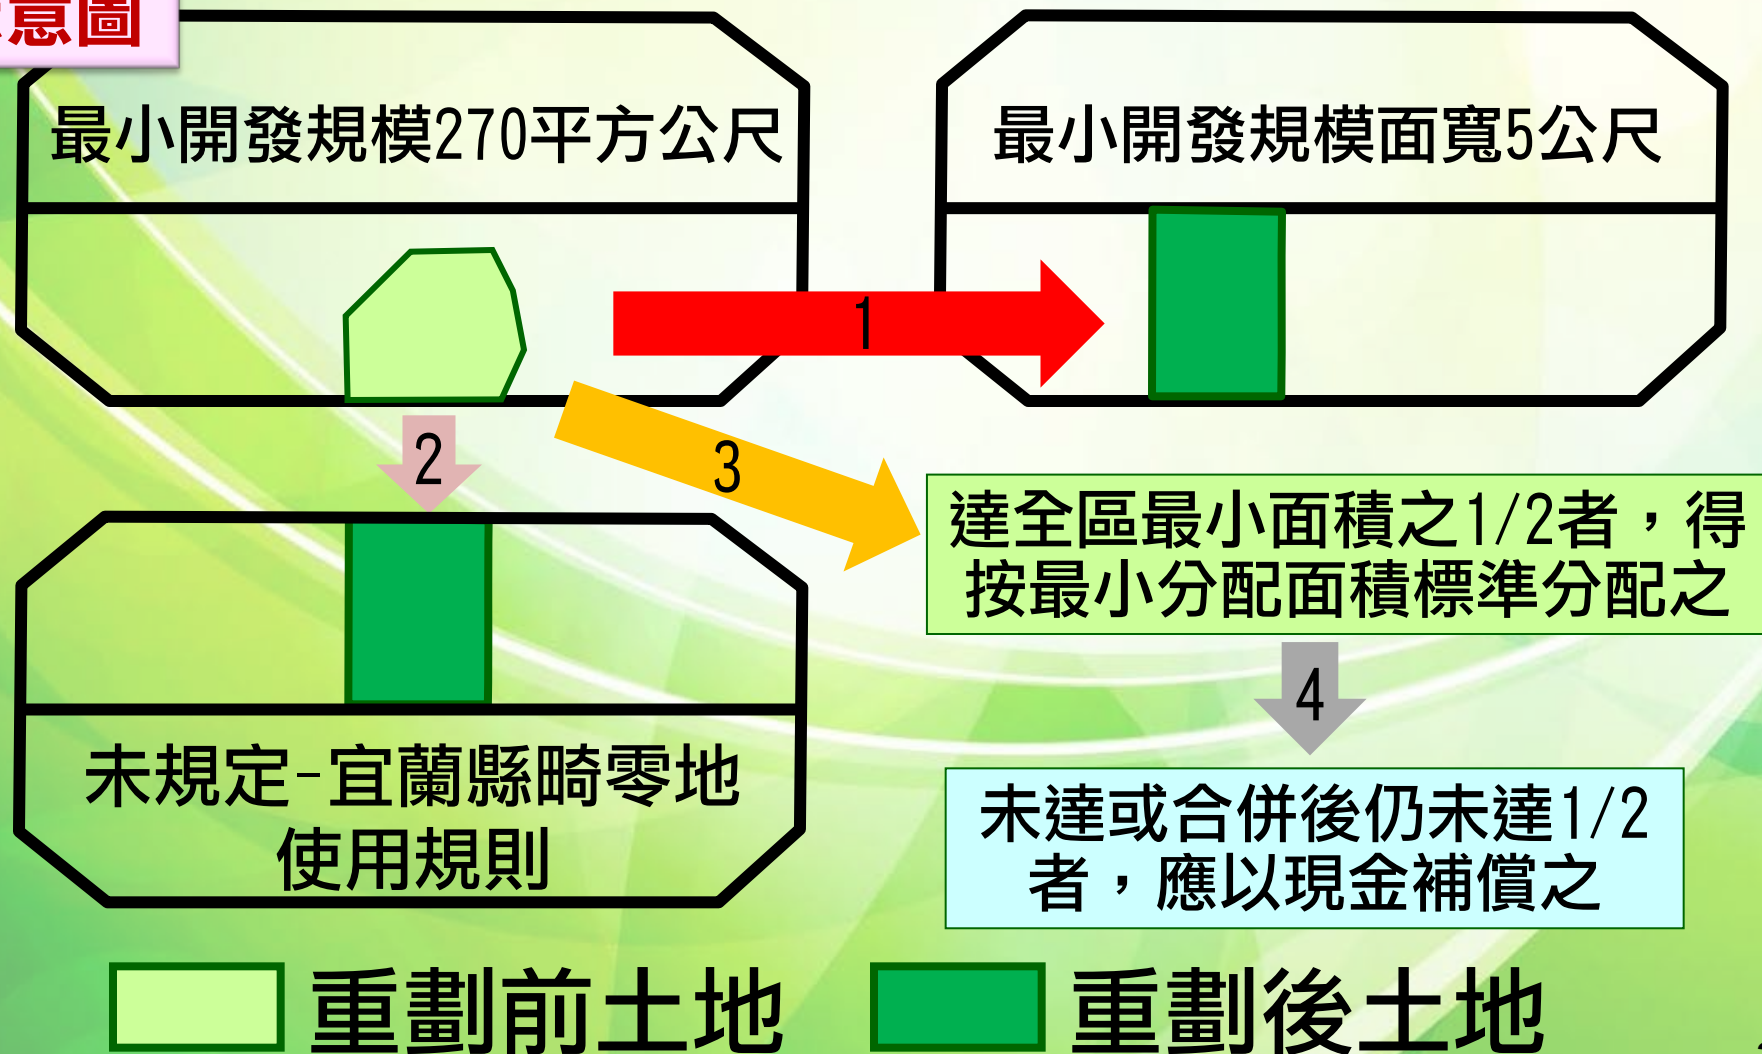 意圖
最小開發規模270平方公尺
最小開發規模面寬5公尺
1
2
3
達全區最小面積之1/2者，得
按最小分配面積標準分配之
4
未規定-宜蘭縣畸零地
使用規則
未達或合併後仍未達1/2
者，應以現金補償之
重劃前土地
重劃後土地